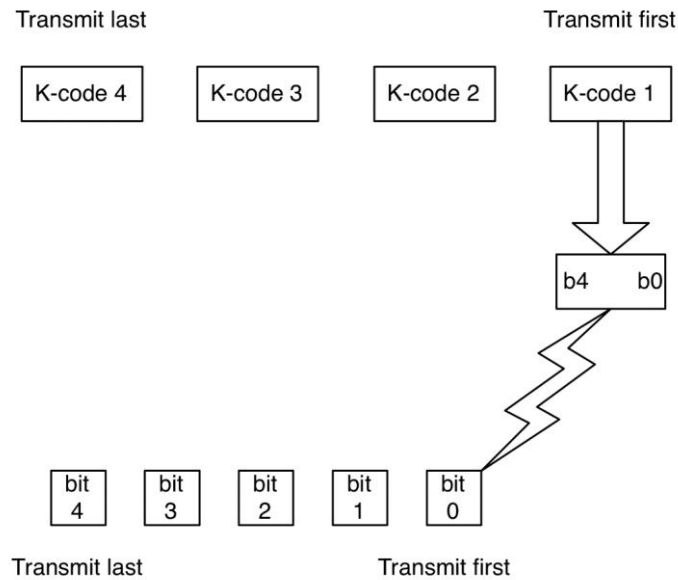 Transmit last Transmit first
K-code 4 K-code 3 K-code 2 K-code 1
b4 b0
bit bit bit bit bit
4 3 2 1 0
Transmit last Transmit first